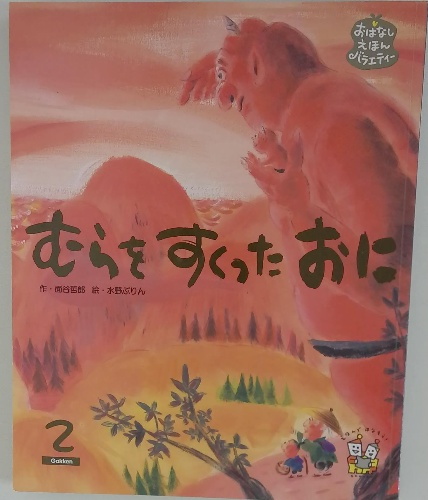 おはなし
えほん
バラエティー
むらを すくった おに
作・間谷哲郎 絵・水野ぷりん
2
Gakken